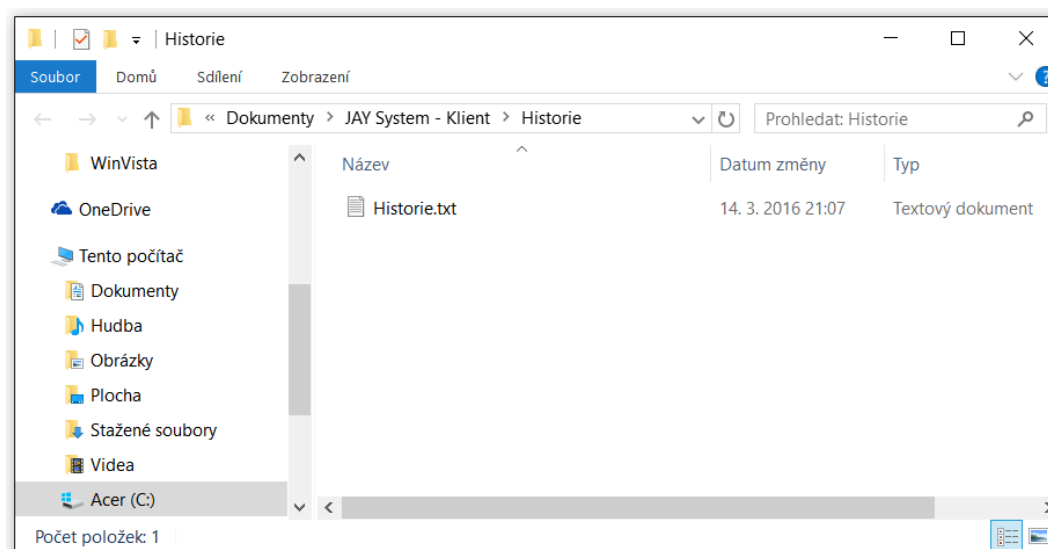 Historie
Soubor Domů Sdílení Zobrazení ?
« Dokumenty > JAY System - Klient > Historie Prohledat: Historie
WinVista
OneDrive
Tento počítač
Dokumenty
Hudba
Obrázky
Plocha
Stažené soubory
Videa
Acer (C:)
Název Datum změny Typ
Historie.txt 14. 3. 2016 21:07 Textový dokument
Počet položek: 1